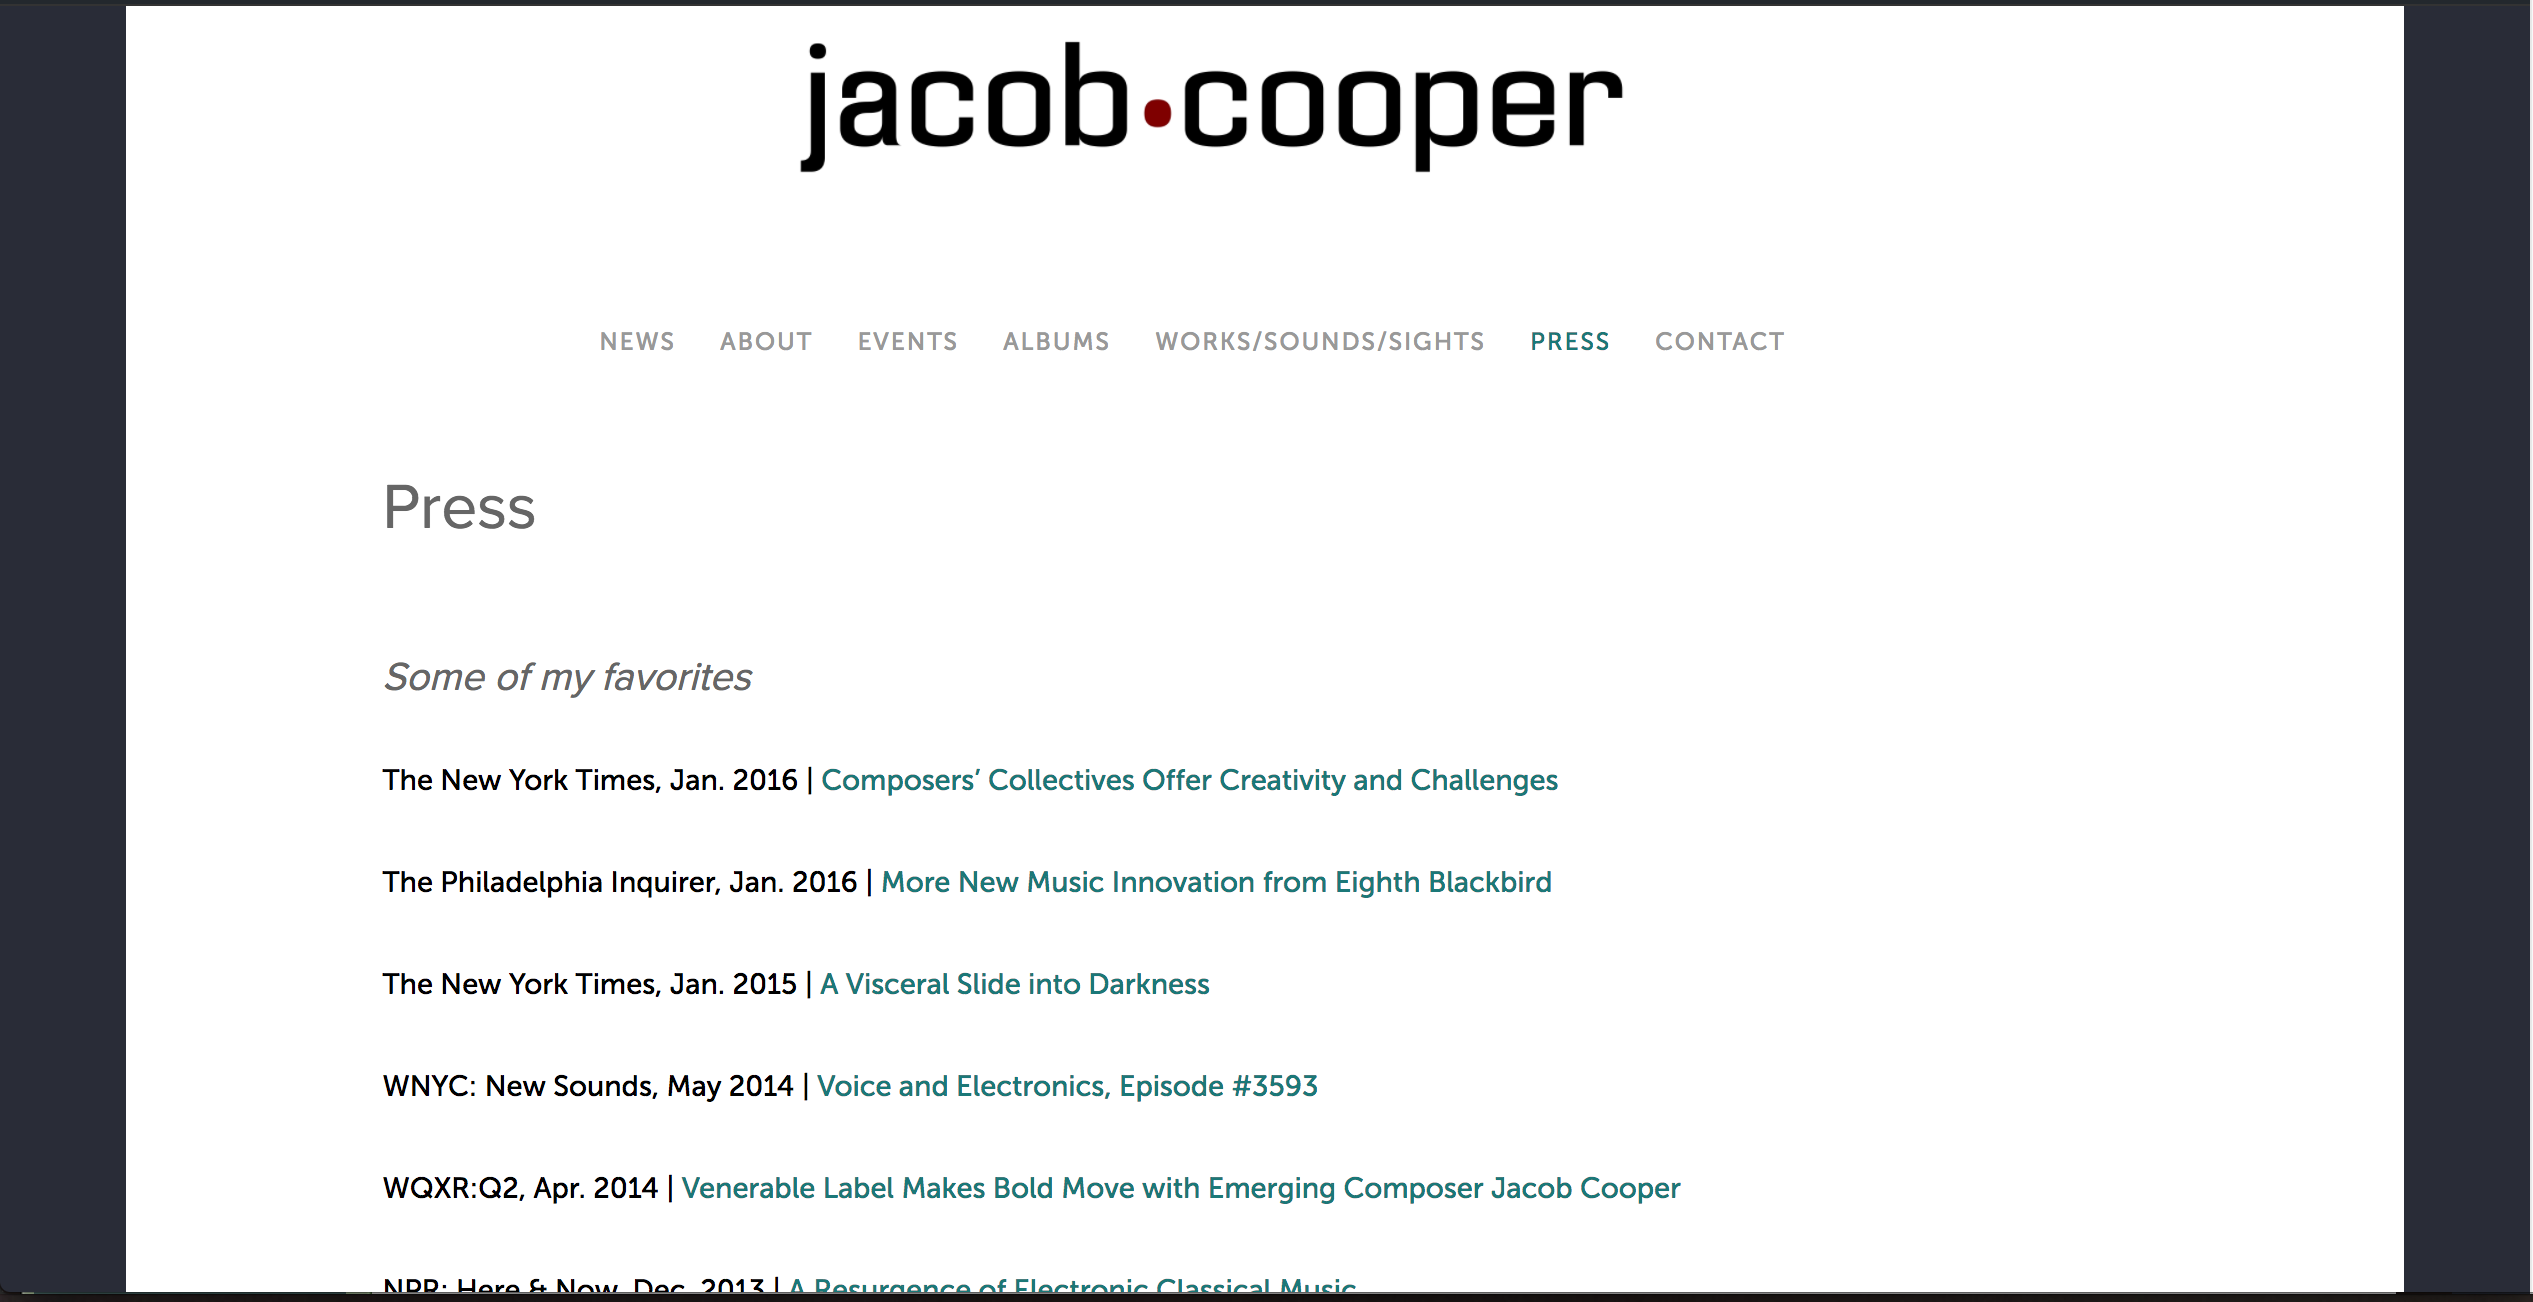 jacob•cooper
NEWS ABOUT EVENTS ALBUMS WORKS/SOUNDS/SIGHTS PRESS CONTACT
Press
Some of my favorites
The New York Times, Jan. 2016 | Composers’ Collectives Offer Creativity and Challenges
The Philadelphia Inquirer, Jan. 2016 | More New Music Innovation from Eighth Blackbird
The New York Times, Jan. 2015 | A Visceral Slide into Darkness
WNYC: New Sounds, May 2014 | Voice and Electronics, Episode #3593
WQXR:Q2, Apr. 2014 | Venerable Label Makes Bold Move with Emerging Composer Jacob Cooper
NPR: Here & Now, Dec. 2013 | A Resurgence of Electronic Classical Music